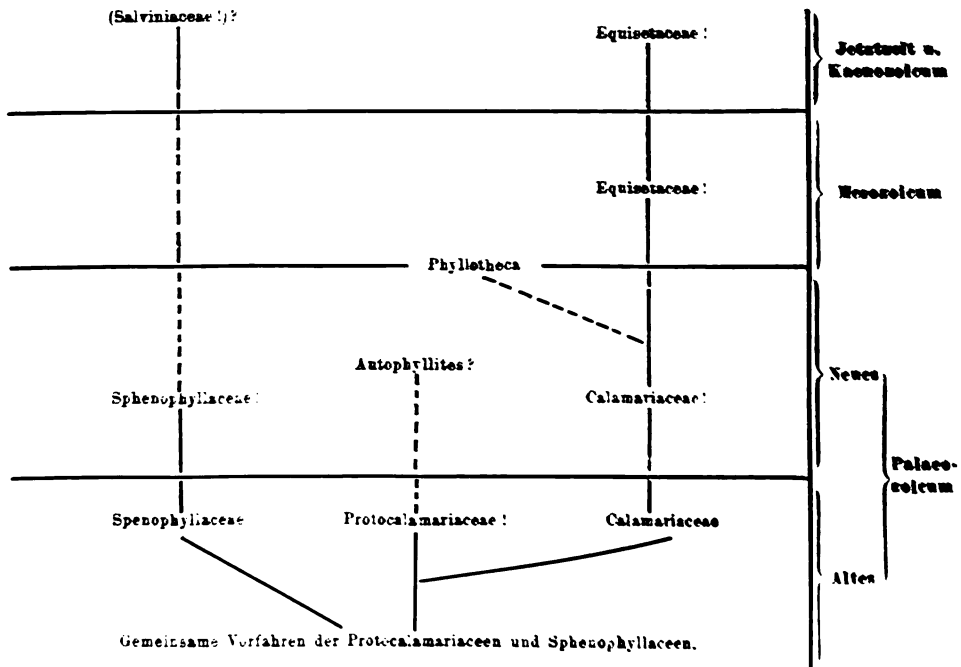 (Salviniaceae!)?
Equisetaceae!
Jetztzeit u.
Kaenozoicum
Equisetaceae!
Mesozoicum
Phyllotheca
Autophyllites?
Neues
Sphenophyllaceae!
Calamariaceae!
Palaeo-
zoicum
Spenophyllaceae
Protocalamariaceae!
Calamariaceae
Altes
Gemeinsame Vorfahren der Protocalamariaceen und Sphenophyllaceen.